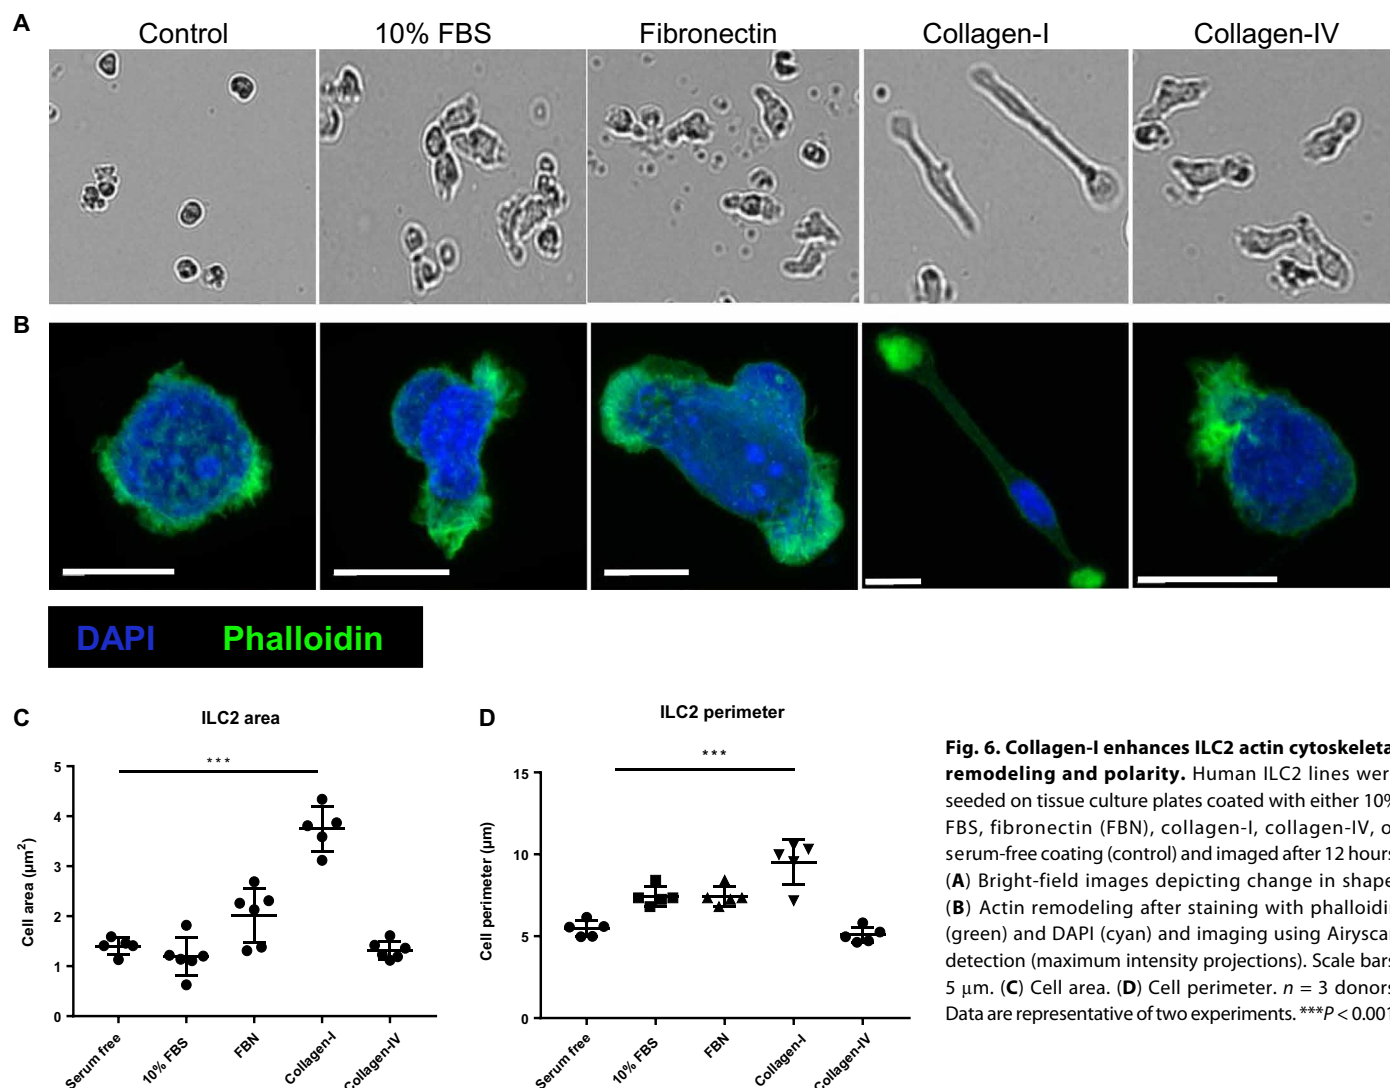 A
Control
10% FBS
Fibronectin
Collagen-I
Collagen-IV
B
DAPI
Phalloidin
C
ILC2 area
***
5
4
3
2
1
0
Cell area (µm²)
Serum free
10% FBS
FBN
Collagen-I
Collagen-IV
D
ILC2 perimeter
***
15
10
5
0
Cell perimeter (µm)
Serum free
10% FBS
FBN
Collagen-I
Collagen-IV
Fig. 6. Collagen-I enhances ILC2 actin cytoskeleta
remodeling and polarity. Human ILC2 lines wer
seeded on tissue culture plates coated with either 10%
FBS, fibronectin (FBN), collagen-I, collagen-IV, o
serum-free coating (control) and imaged after 12 hours
(A) Bright-field images depicting change in shape
(B) Actin remodeling after staining with phalloidi
(green) and DAPI (cyan) and imaging using Airysca
detection (maximum intensity projections). Scale bars
5 µm. (C) Cell area. (D) Cell perimeter. n = 3 donors
Data are representative of two experiments. ***P < 0.001